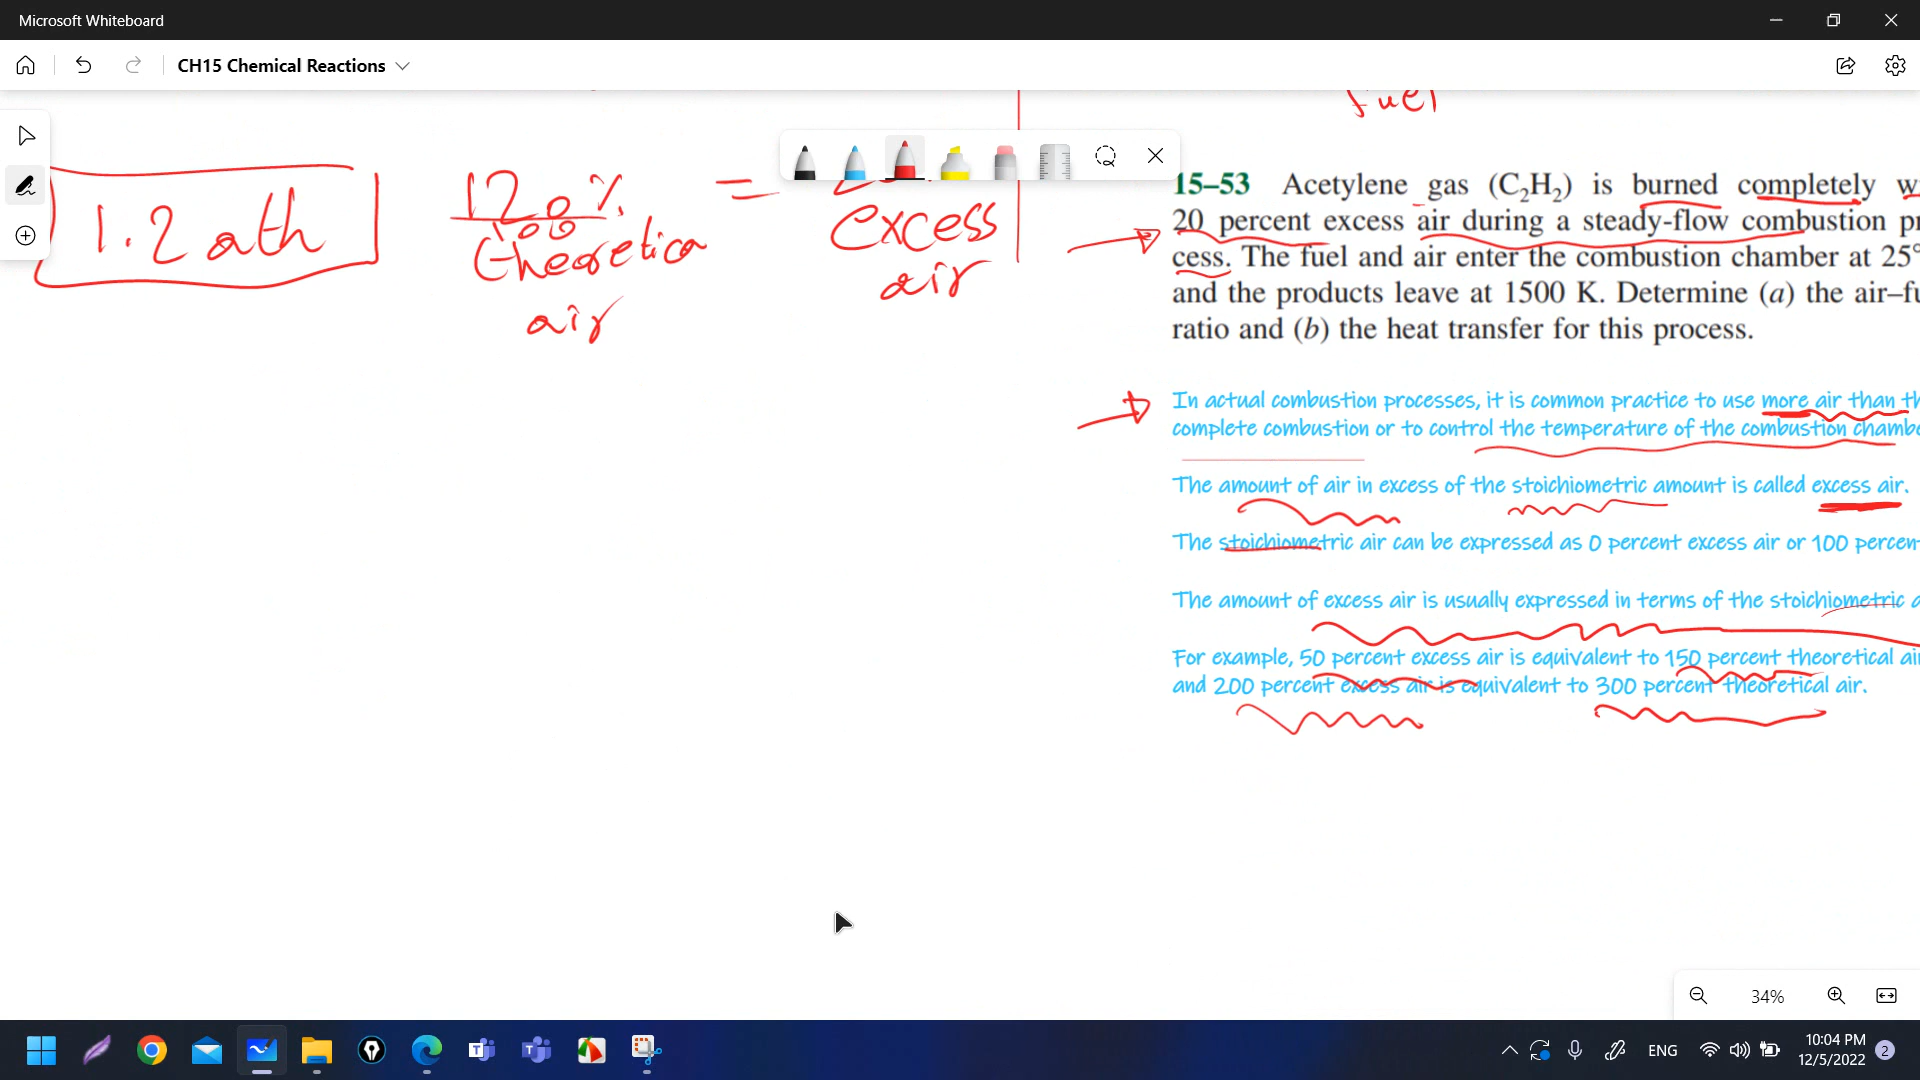 Microsoft Whiteboard
CH15 Chemical Reactions
fuel
1.2 ath
120%
100
theoretica
air
=
excess
air
15–53 Acetylene gas (C₂H₂) is burned completely w
20 percent excess air during a steady-flow combustion p
cess. The fuel and air enter the combustion chamber at 25°
and the products leave at 1500 K. Determine (a) the air–fu
ratio and (b) the heat transfer for this process.
In actual combustion processes, it is common practice to use more air than th
complete combustion or to control the temperature of the combustion chambe
The amount of air in excess of the stoichiometric amount is called excess air.
The stoichiometric air can be expressed as 0 percent excess air or 100 percen
The amount of excess air is usually expressed in terms of the stoichiometric a
For example, 50 percent excess air is equivalent to 150 percent theoretical ai
and 200 percent excess air is equivalent to 300 percent theoretical air.
34%
ENG
10:04 PM
12/5/2022
2